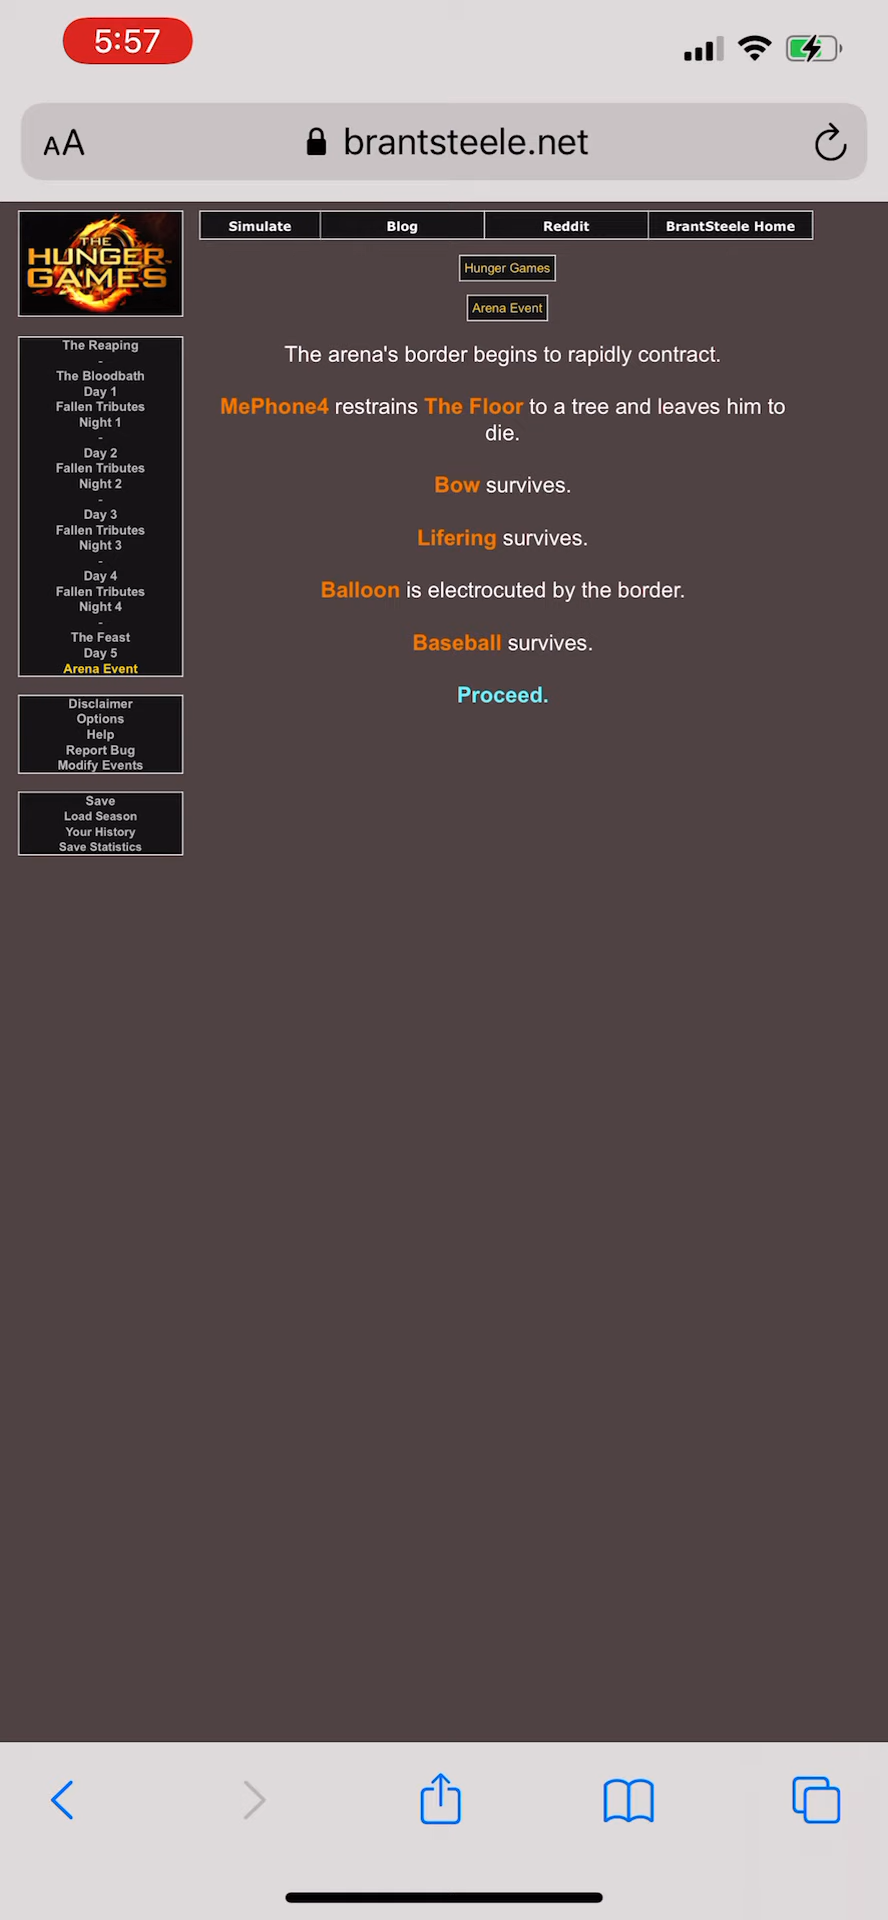 5:57
AA brantsteele.net
THE
HUNGER
GAMES
Simulate Blog Reddit BrantSteele Home
Hunger Games
Arena Event
The arena's border begins to rapidly contract.
MePhone4 restrains The Floor to a tree and leaves him to
die.
Bow survives.
Lifering survives.
Balloon is electrocuted by the border.
Baseball survives.
Proceed.
The Reaping
-
The Bloodbath
Day 1
Fallen Tributes
Night 1
-
Day 2
Fallen Tributes
Night 2
-
Day 3
Fallen Tributes
Night 3
-
Day 4
Fallen Tributes
Night 4
-
The Feast
Day 5
Arena Event
Disclaimer
Options
Help
Report Bug
Modify Events
Save
Load Season
Your History
Save Statistics